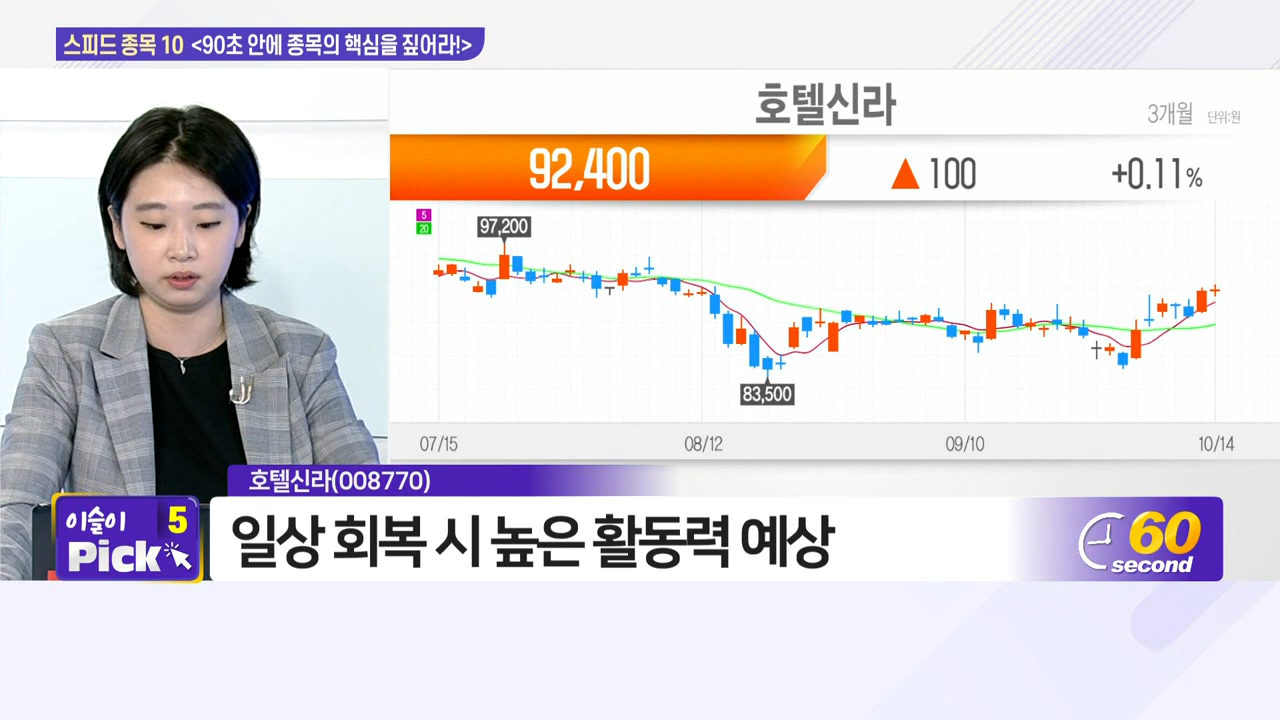 스피드 종목 10 <90초 안에 종목의 핵심을 짚어라!>
호텔신라
3개월 단위:원
92,400 ▲ 100 +0.11%
5
20
97,200
83,500
07/15 08/12 09/10 10/14
호텔신라(008770)
이슬이 5
Pick
일상 회복 시 높은 활동력 예상
60
second